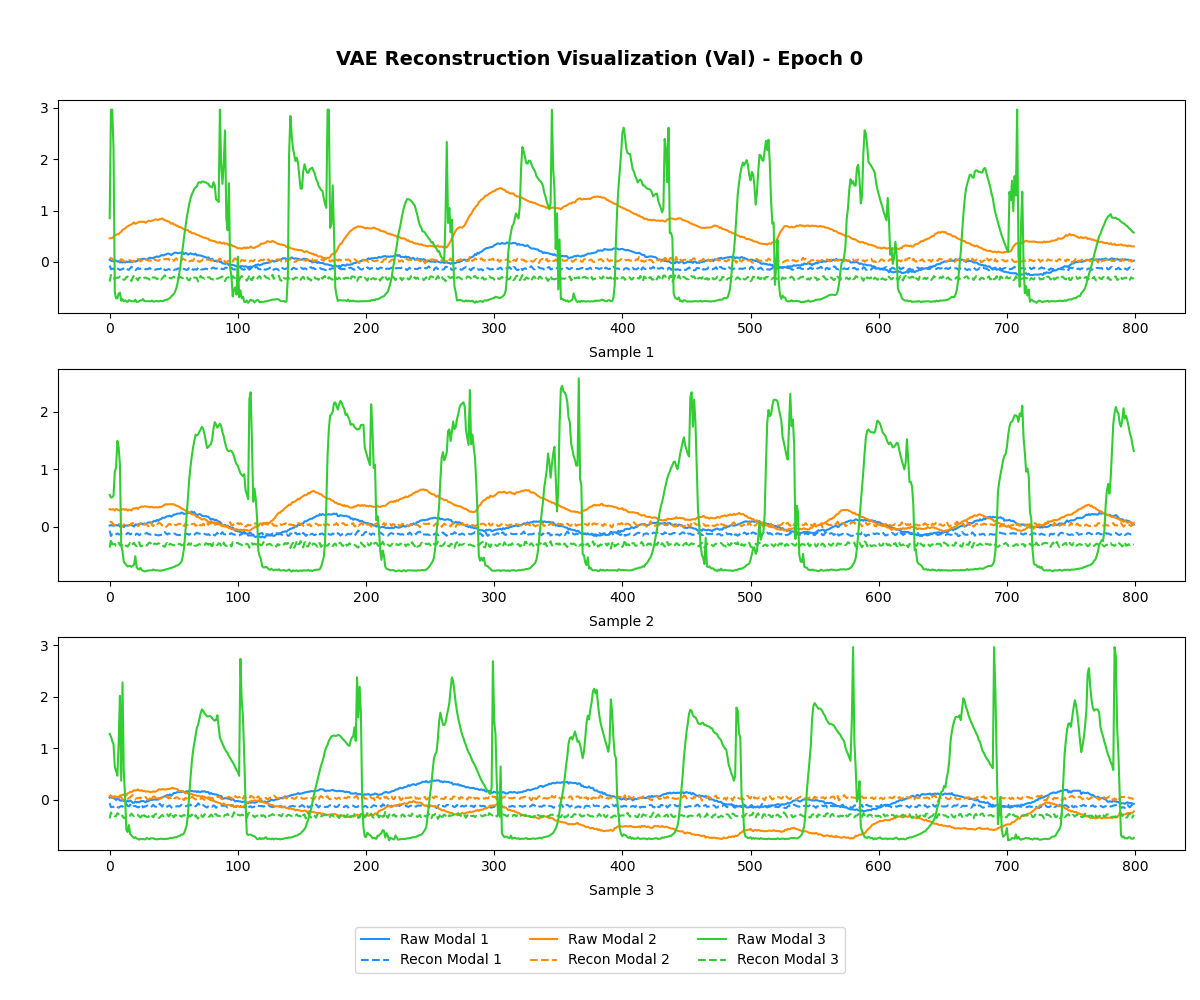 VAE Reconstruction Visualization (Val) - Epoch 0
3
2
1
0
0 100 200 300 400 500 600 700 800
Sample 1
2
1
0
0 100 200 300 400 500 600 700 800
Sample 2
3
2
1
0
0 100 200 300 400 500 600 700 800
Sample 3
Raw Modal 1 Raw Modal 2 Raw Modal 3
Recon Modal 1 Recon Modal 2 Recon Modal 3